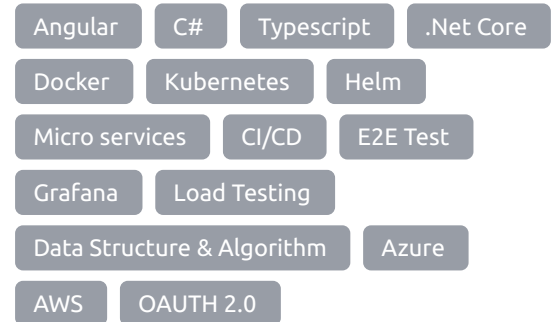 Angular C# Typescript .Net Core
Docker Kubernetes Helm
Micro services CI/CD E2E Test
Grafana Load Testing
Data Structure & Algorithm Azure
AWS OAUTH 2.0